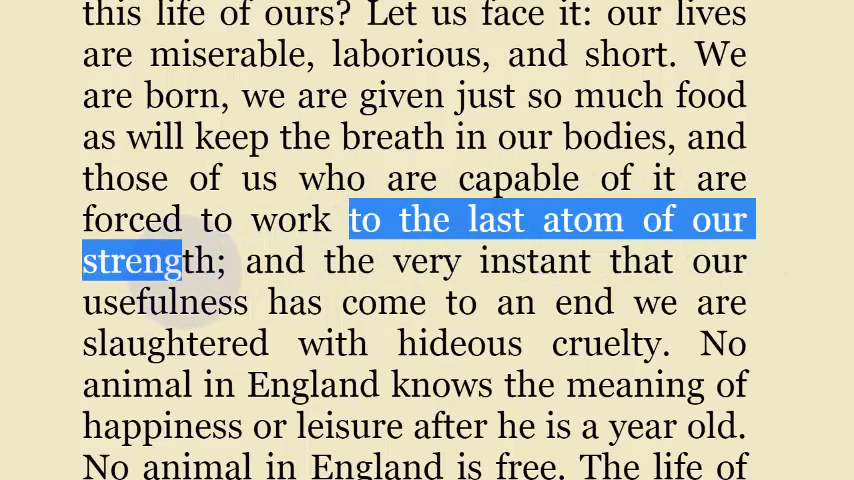 this life of ours? Let us face it: our lives
are miserable, laborious, and short. We
are born, we are given just so much food
as will keep the breath in our bodies, and
those of us who are capable of it are
forced to work to the last atom of our
strength; and the very instant that our
usefulness has come to an end we are
slaughtered with hideous cruelty. No
animal in England knows the meaning of
happiness or leisure after he is a year old.
No animal in England is free. The life of